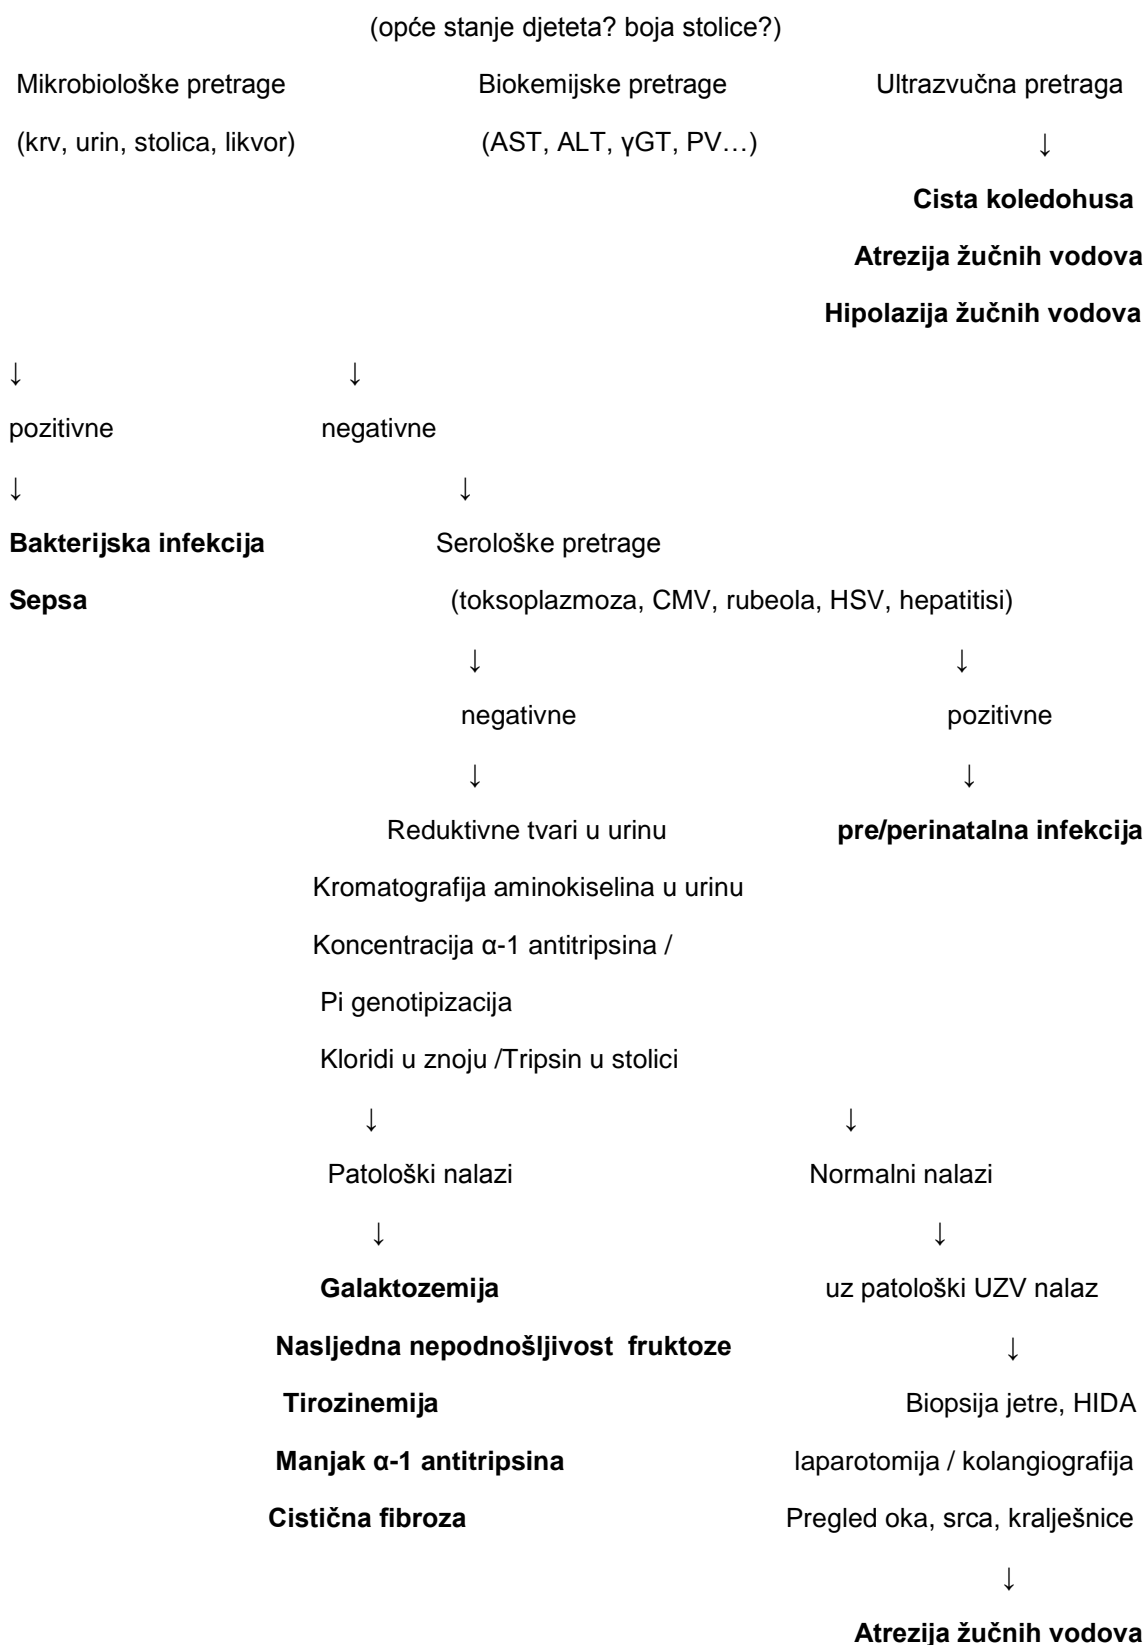 (opće stanje djeteta? boja stolice?)
Mikrobiološke pretrage Biokemijske pretrage Ultrazvučna pretraga
(krv, urin, stolica, likvor) (AST, ALT, γGT, PV…) ↓
Cista koledohusa
Atrezija žučnih vodova
Hipolazija žučnih vodova
↓ ↓
pozitivne negativne
↓ ↓
Bakterijska infekcija Serološke pretrage
Sepsa (toksoplazmoza, CMV, rubeola, HSV, hepatitisi)
↓ ↓
negativne pozitivne
↓ ↓
Reduktivne tvari u urinu pre/perinatalna infekcija
Kromatografija aminokiselina u urinu
Koncentracija α-1 antitripsina /
Pi genotipizacija
Kloridi u znoju /Tripsin u stolici
↓ ↓
Patološki nalazi Normalni nalazi
↓ ↓
Galaktozemija uz patološki UZV nalaz
Nasljedna nepodnošljivost fruktoze ↓
Tirozinemija Biopsija jetre, HIDA
Manjak α-1 antitripsina laparotomija / kolangiografija
Cistična fibroza Pregled oka, srca, kralješnice
↓
Atrezija žučnih vodova